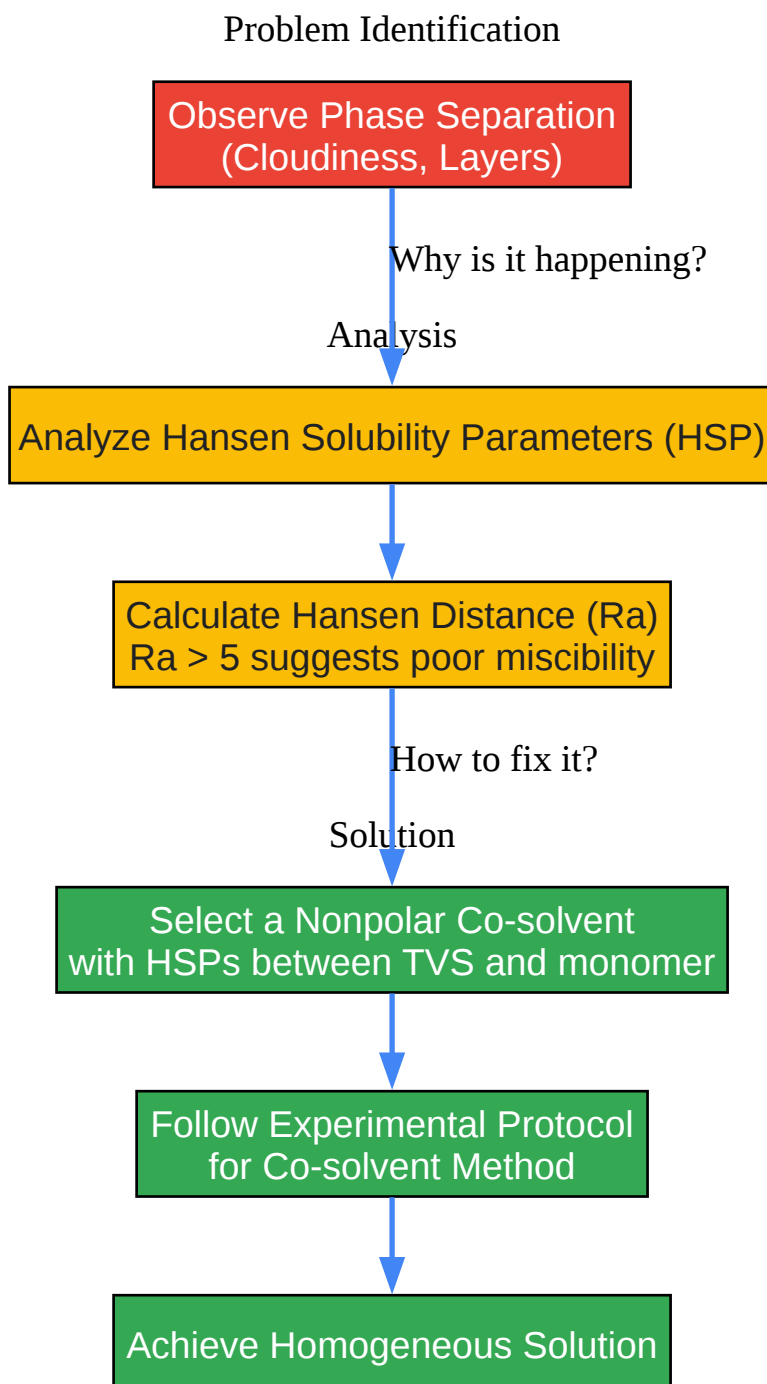 Problem Identification
Observe Phase Separation
(Cloudiness, Layers)
Why is it happening?
Analysis
Analyze Hansen Solubility Parameters (HSP)
Calculate Hansen Distance (Ra)
Ra > 5 suggests poor miscibility
How to fix it?
Solution
Select a Nonpolar Co-solvent
with HSPs between TVS and monomer
Follow Experimental Protocol
for Co-solvent Method
Achieve Homogeneous Solution